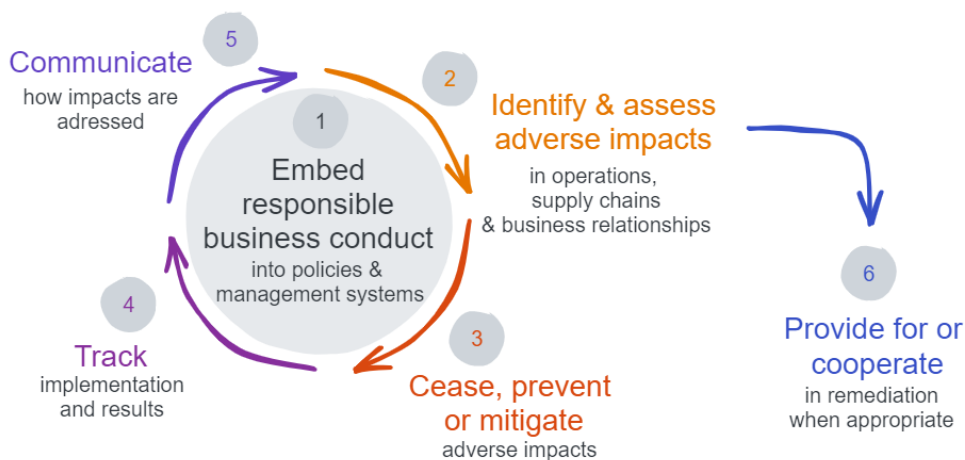 1
Embed
responsible
business conduct
into policies &
management systems
2
Identify & assess
adverse impacts
in operations,
supply chains
& business relationships
3
Cease, prevent
or mitigate
adverse impacts
4
Track
implementation
and results
5
Communicate
how impacts are
adressed
6
Provide for or
cooperate
in remediation
when appropriate